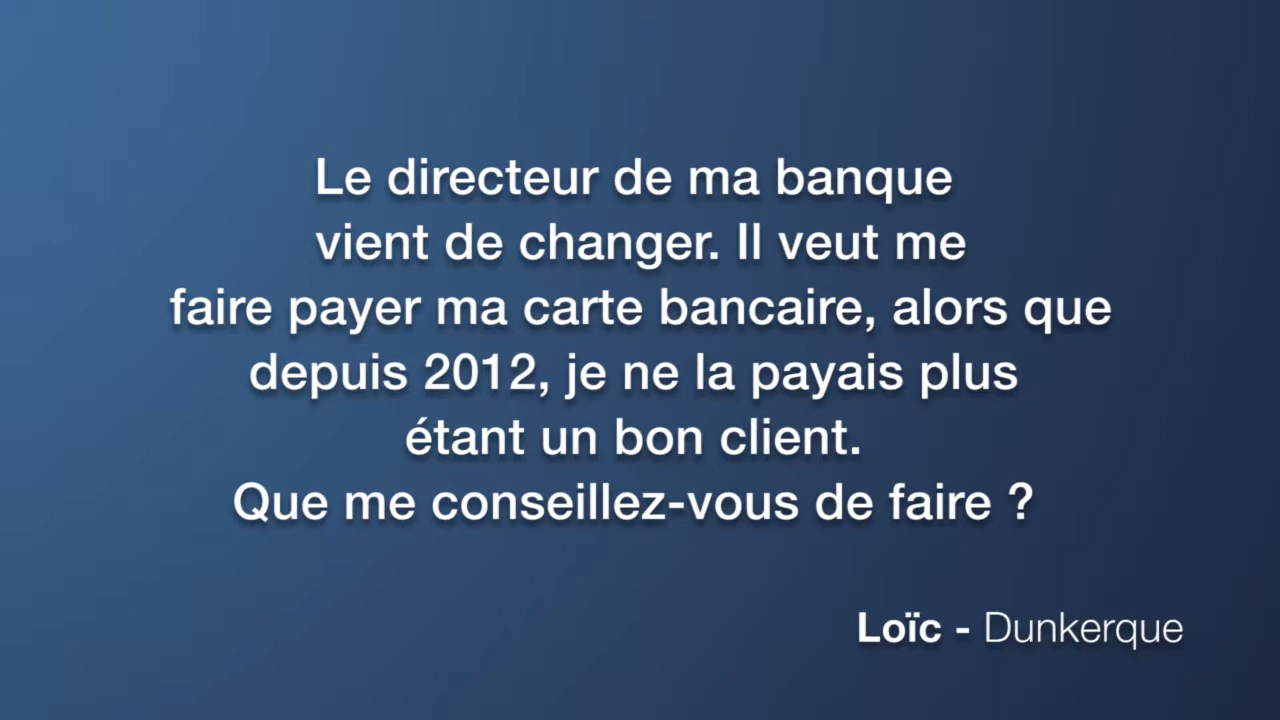 Le directeur de ma banque
vient de changer. Il veut me
faire payer ma carte bancaire, alors que
depuis 2012, je ne la payais plus
étant un bon client.
Que me conseillez-vous de faire ?
Loïc - Dunkerque